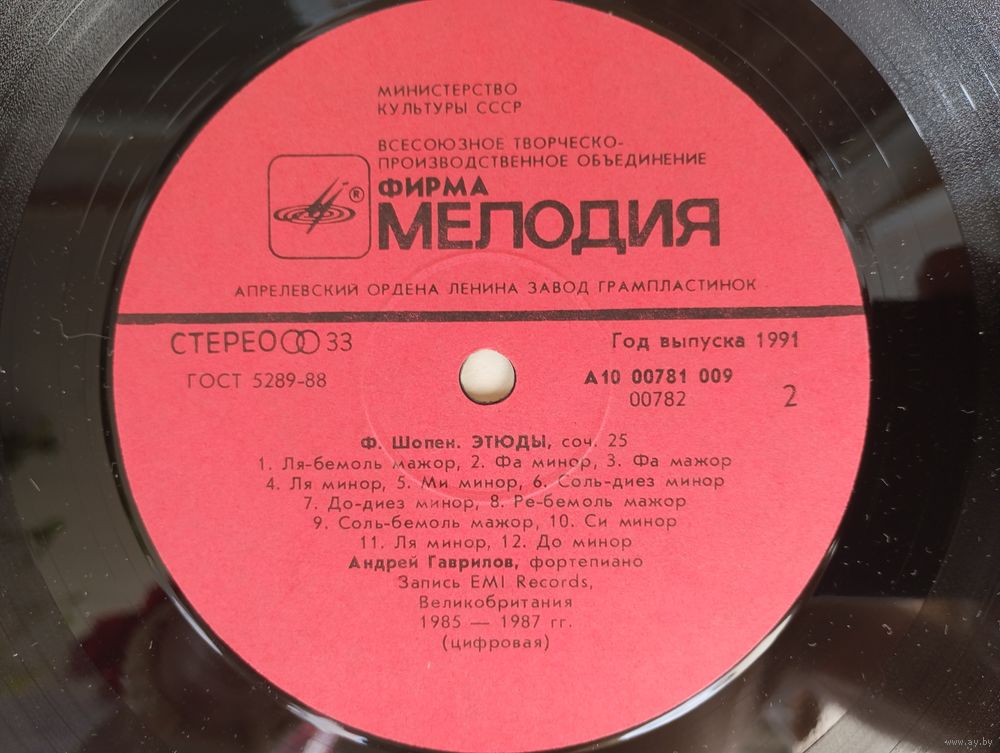 МИНИСТЕРСТВО
КУЛЬТУРЫ СССР
ВСЕСОЮЗНОЕ ТВОРЧЕСКО-
ПРОИЗВОДСТВЕННОЕ ОБЪЕДИНЕНИЕ
®
ФИРМА
МЕЛОДИЯ
АПРЕЛЕВСКИЙ ОРДЕНА ЛЕНИНА ЗАВОД ГРАМПЛАСТИНОК
СТЕРЕО 33
Год выпуска 1991
ГОСТ 5289-88
А10 00781 009
00782
2
Ф. Шопен. ЭТЮДЫ, соч. 25
1. Ля-бемоль мажор, 2. Фа минор, 3. Фа мажор
4. Ля минор, 5. Ми минор, 6. Соль-диез минор
7. До-диез минор, 8. Ре-бемоль мажор
9. Соль-бемоль мажор, 10. Си минор
11. Ля минор, 12. До минор
Андрей Гаврилов, фортепиано
Запись EMI Records,
Великобритания
1985 — 1987 гг.
(цифровая)
www.ay.by